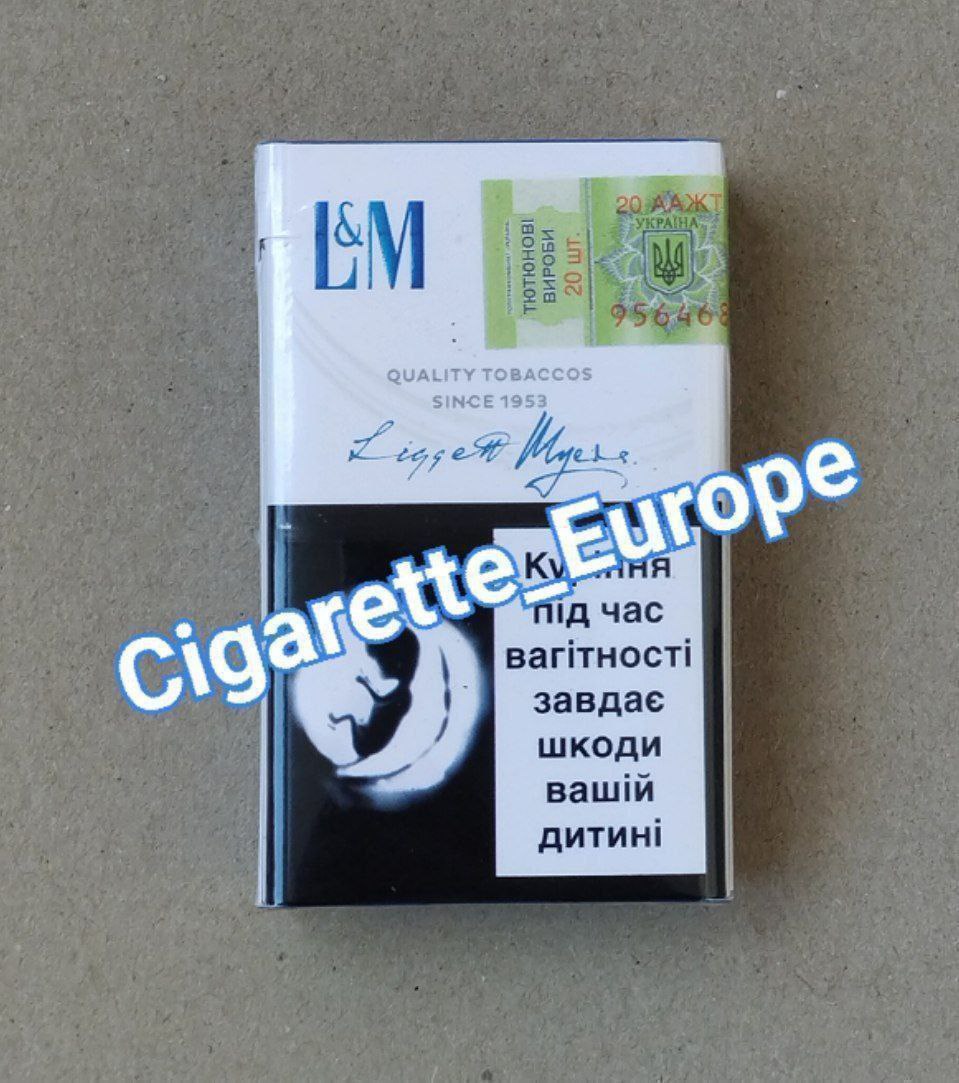 L&M
20 ААЖТ
УКРАЇНА
ТЮТЮНОВІ
ВИРОБИ
20 ШТ.
956468
QUALITY TOBACCOS
SINCE 1953
Liggett Myers
Cigarette_Europe
Куріння
під час
вагітності
завдає
шкоди
вашій
дитині